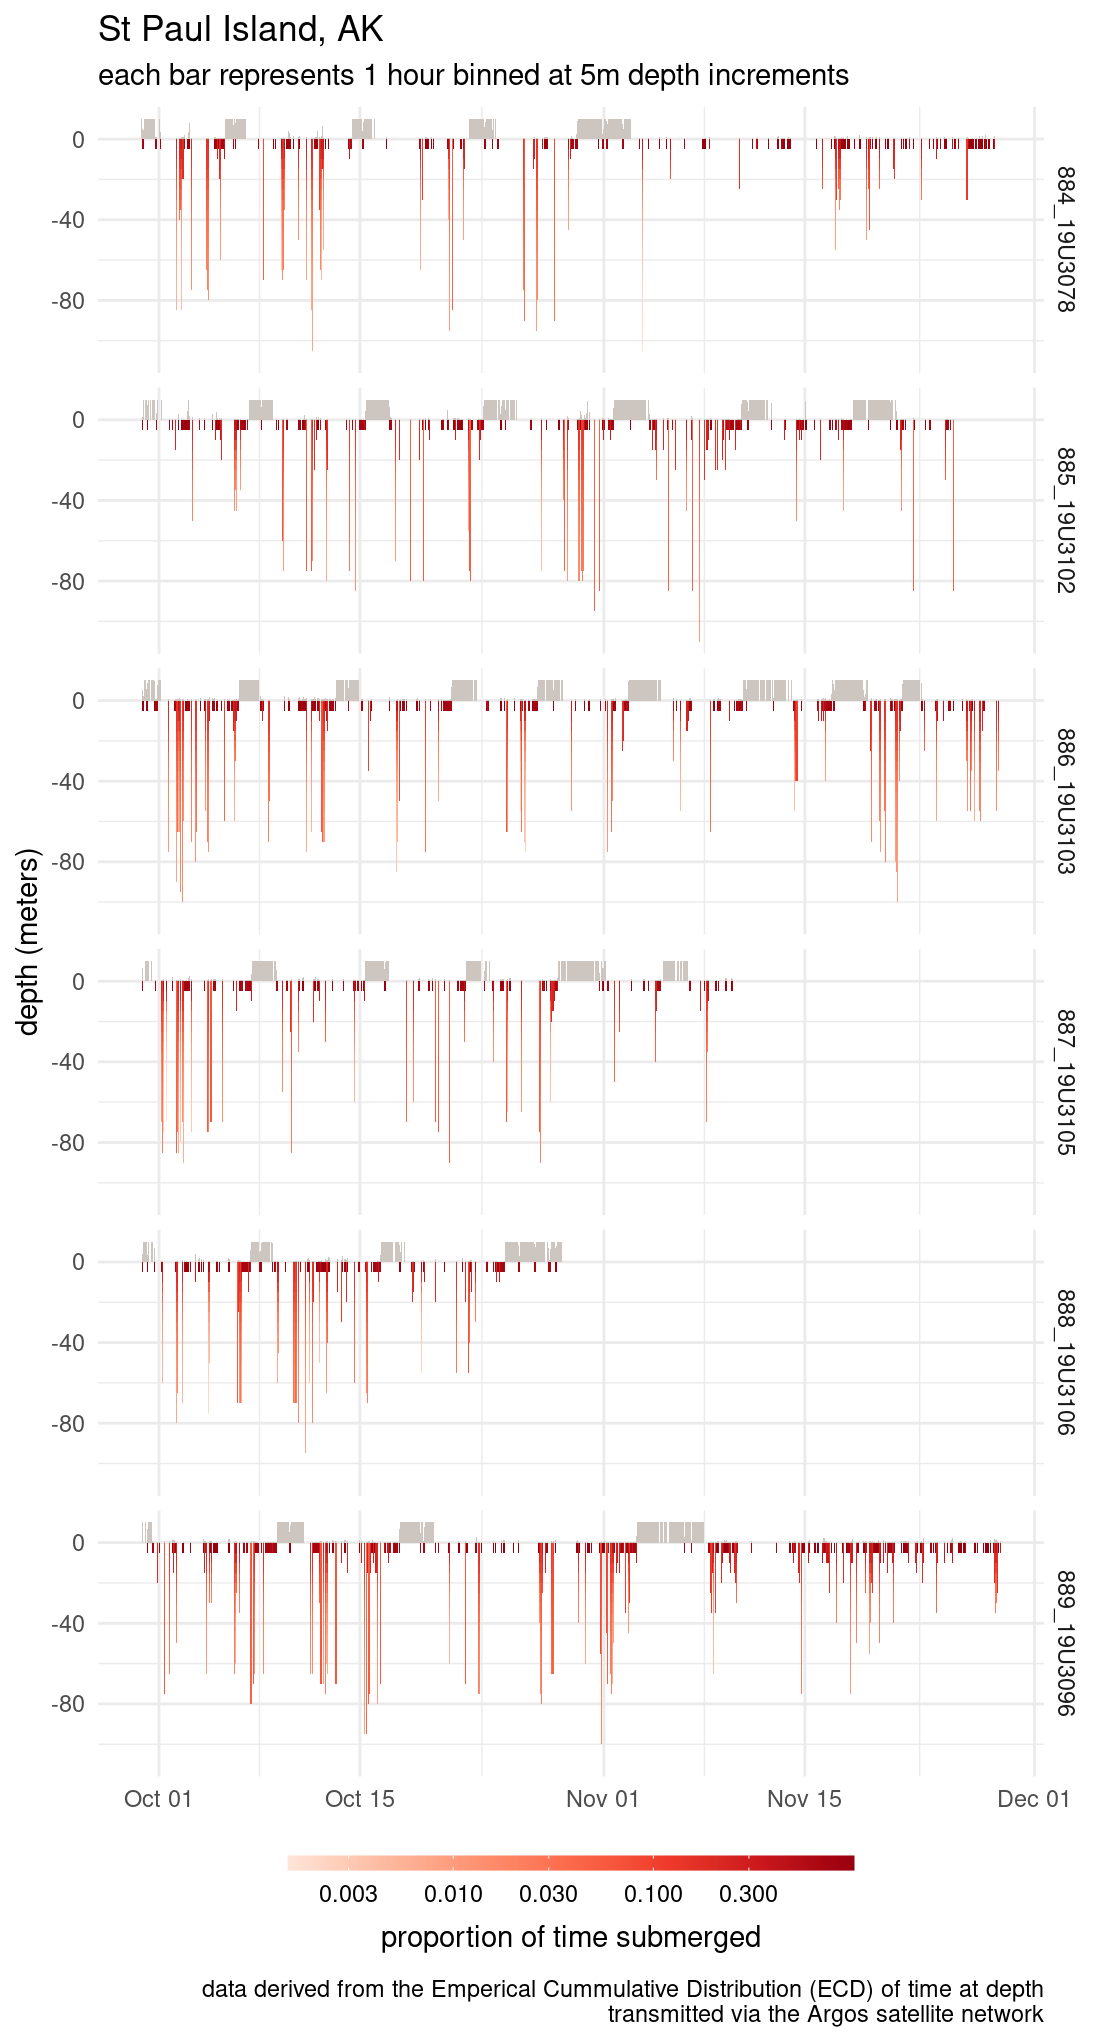 St Paul Island, AK
each bar represents 1 hour binned at 5m depth increments
0
-40
-80
884_19U3078
0
-40
-80
885_19U3102
0
-40
-80
886_19U3103
depth (meters)
0
-40
-80
887_19U3105
0
-40
-80
888_19U3106
0
-40
-80
889_19U3096
Oct 01 Oct 15 Nov 01 Nov 15 Dec 01
0.003 0.010 0.030 0.100 0.300
proportion of time submerged
data derived from the Emperical Cummulative Distribution (ECD) of time at depth
transmitted via the Argos satellite network